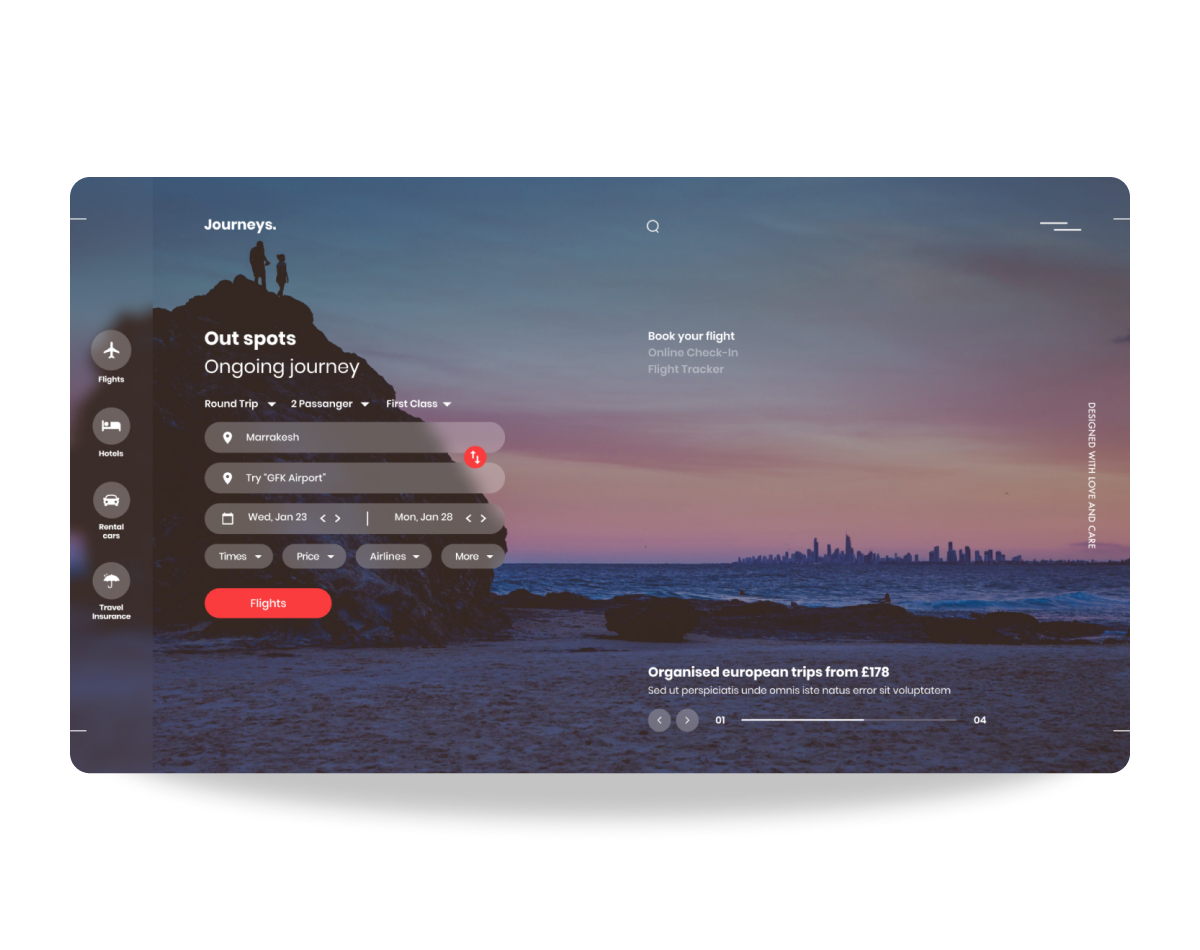 Journeys.
Flights
Hotels
Rental
cars
Travel
Insurance
Out spots
Ongoing journey
Round Trip
2 Passanger
First Class
Marrakesh
Try "GFK Airport"
Wed, Jan 23
Mon, Jan 28
Times
Price
Airlines
More
Flights
Book your flight
Online Check-In
Flight Tracker
DESIGNED WITH LOVE AND CARE
Organised european trips from £178
Sed ut perspiciatis unde omnis iste natus error sit voluptatem
01
04